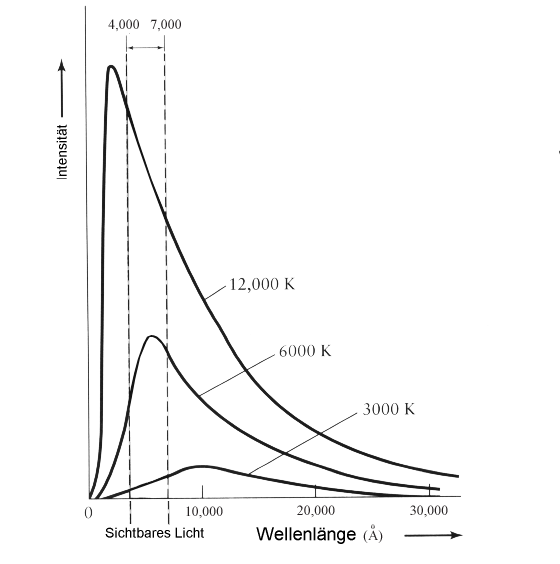 4,000 7,000
Intensität
12,000 K
6000 K
3000 K
0 10,000 20,000 30,000
Sichtbares Licht
Wellenlänge (Å)